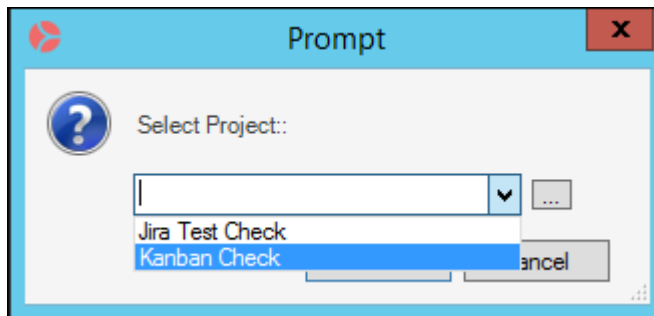 Prompt
x
Select Project::
...
Jira Test Check
Kanban Check
ancel